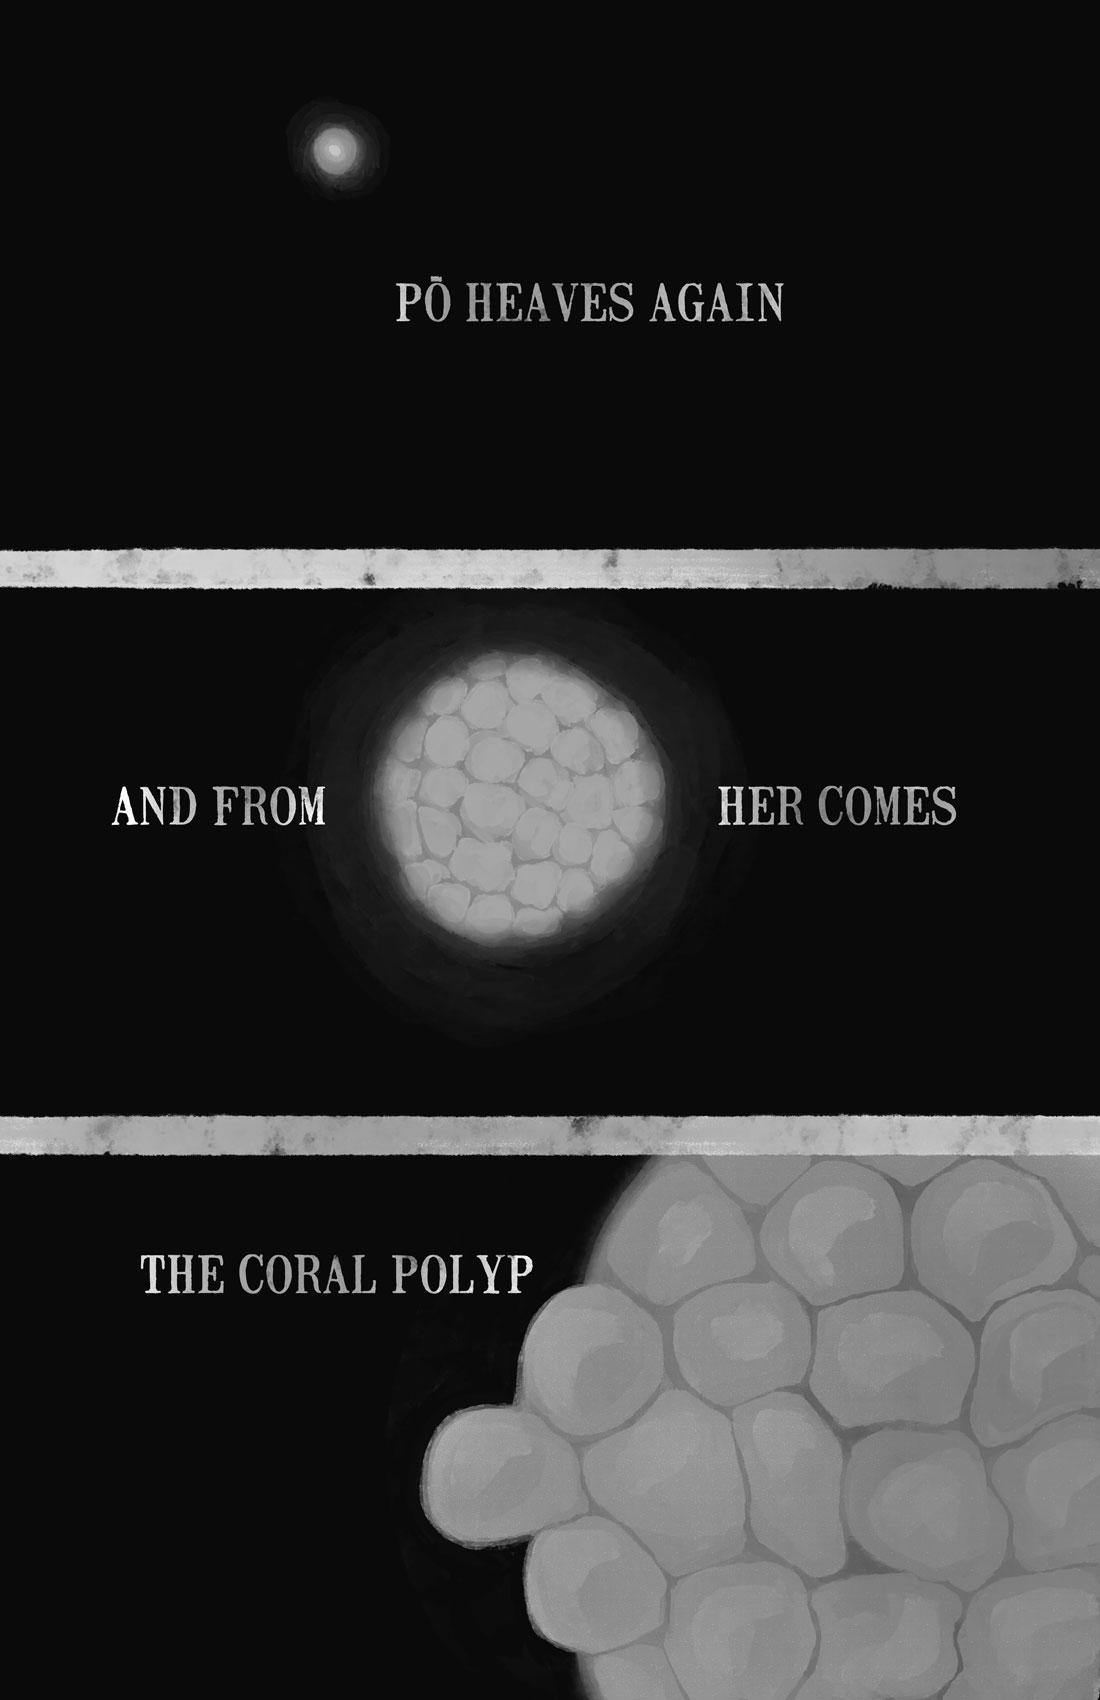 PŌ HEAVES AGAIN
AND FROM HER COMES
THE CORAL POLYP